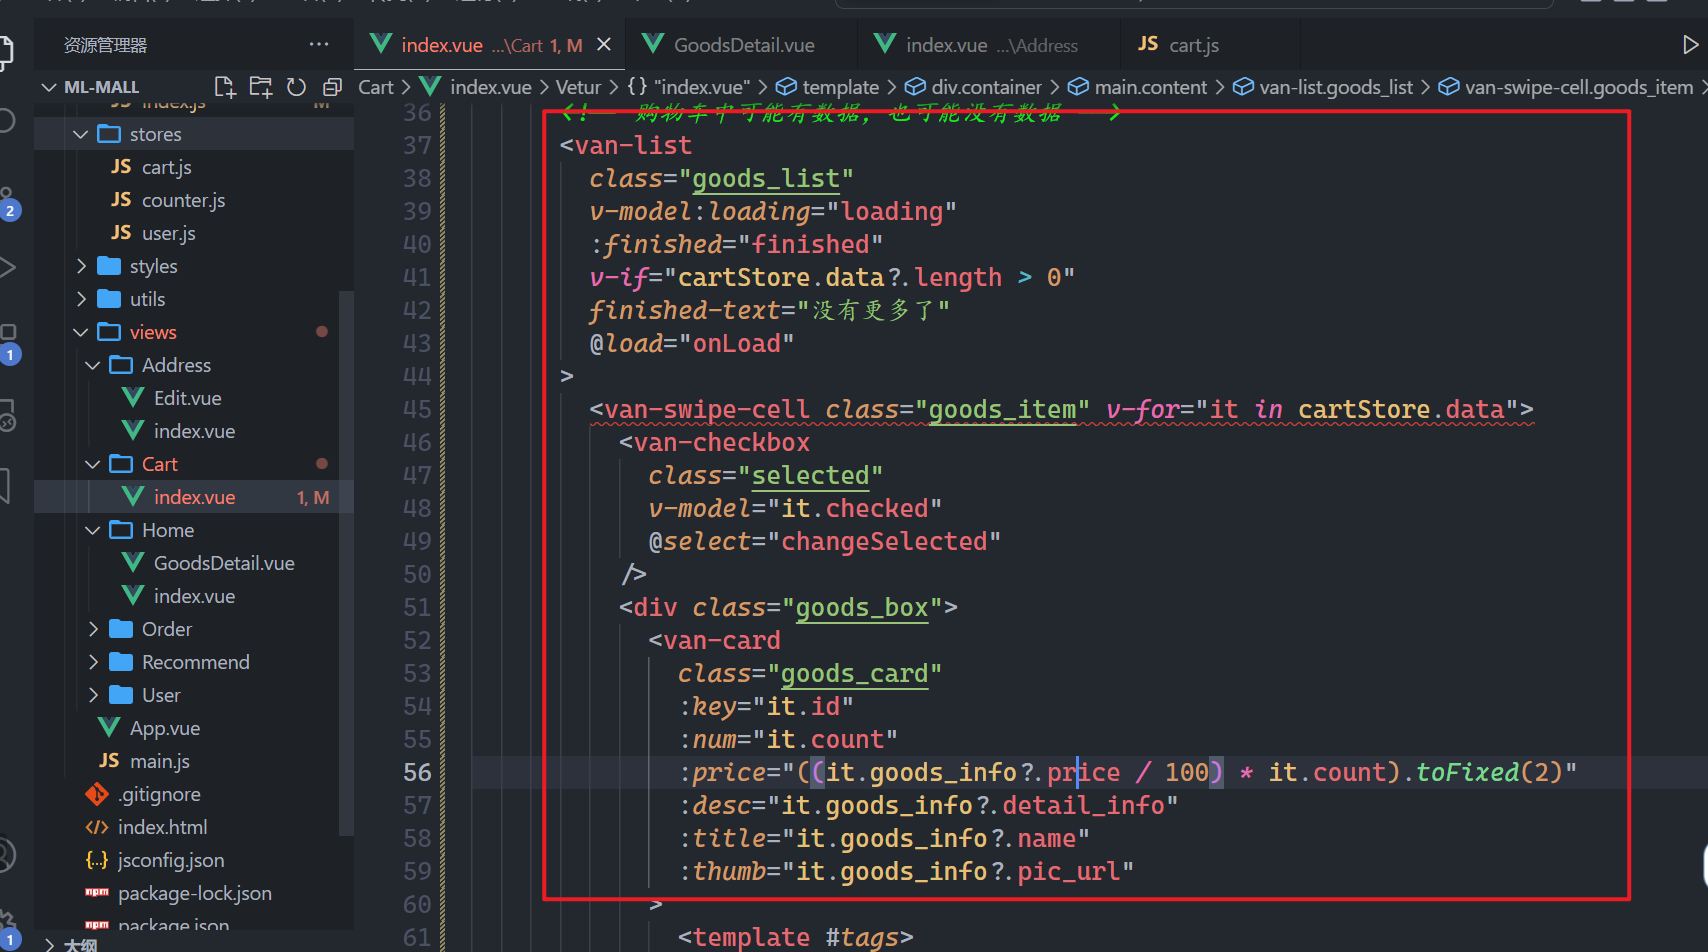 资源管理器
···
index.vue ...\Cart 1, M
GoodsDetail.vue
index.vue ...\Address
JS cart.js
ML-MALL
Cart > index.vue > Vetur > {} "index.vue" > template > div.container > main.content > van-list.goods_list > van-swipe-cell.goods_item
index.js M
stores
JS cart.js
JS counter.js
JS user.js
styles
utils
views
Address
Edit.vue
index.vue
Cart
index.vue 1, M
Home
GoodsDetail.vue
index.vue
Order
Recommend
User
App.vue
JS main.js
.gitignore
index.html
jsconfig.json
package-lock.json
package.json
大纲
2
1
1
36 <!-- 购物车中可能有数据，也可能没有数据 -->
37 <van-list
38 class="goods_list"
39 v-model:loading="loading"
40 :finished="finished"
41 v-if="cartStore.data?.length > 0"
42 finished-text="没有更多了"
43 @load="onLoad"
44 >
45 <van-swipe-cell class="goods_item" v-for="it in cartStore.data">
46 <van-checkbox
47 class="selected"
48 v-model="it.checked"
49 @select="changeSelected"
50 />
51 <div class="goods_box">
52 <van-card
53 class="goods_card"
54 :key="it.id"
55 :num="it.count"
56 :price="((it.goods_info?.price / 100) * it.count).toFixed(2)"
57 :desc="it.goods_info?.detail_info"
58 :title="it.goods_info?.name"
59 :thumb="it.goods_info?.pic_url"
60 >
61 <template #tags>